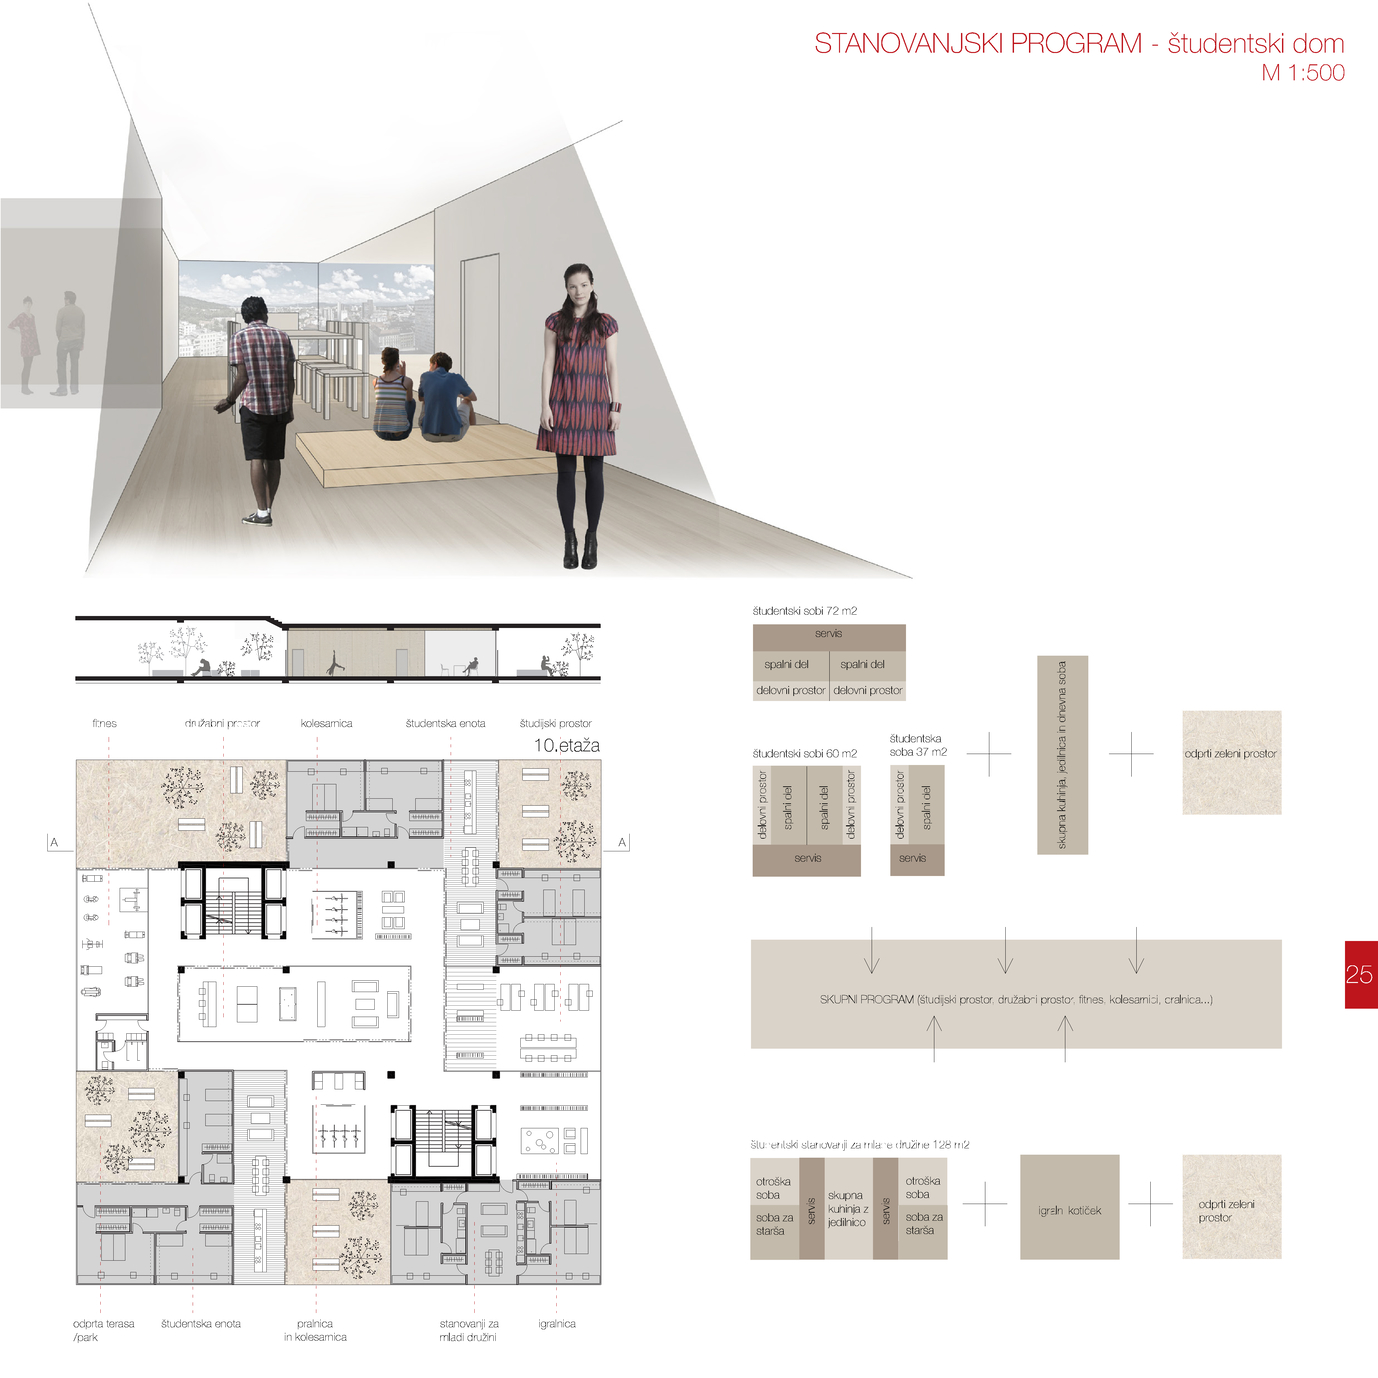 STANOVANJSKI PROGRAM - študentski dom
M 1:500
fitnes
družabni prostor
kolesarnica
študentska enota
študijski prostor
10.etaža
A
A
odprta terasa
/park
študentska enota
pralnica
in kolesarnica
stanovanji za
mladi družini
igralnica
študentski sobi 72 m2
servis
spalni del
spalni del
delovni prostor
delovni prostor
študentski sobi 60 m2
delovni prostor
spalni del
spalni del
delovni prostor
servis
študentska
soba 37 m2
delovni prostor
spalni del
servis
skupna kuhinja, jedilnica in dnevna soba
odprti zeleni prostor
SKUPNI PROGRAM (študijski prostor, družabni prostor, fitnes, kolesarnici, pralnica...)
25
študentski stanovanji za mlade družine 128 m2
otroška
soba
soba za
starša
servis
skupna
kuhinja z
jedilnico
servis
otroška
soba
soba za
starša
igralni kotiček
odprti zeleni
prostor